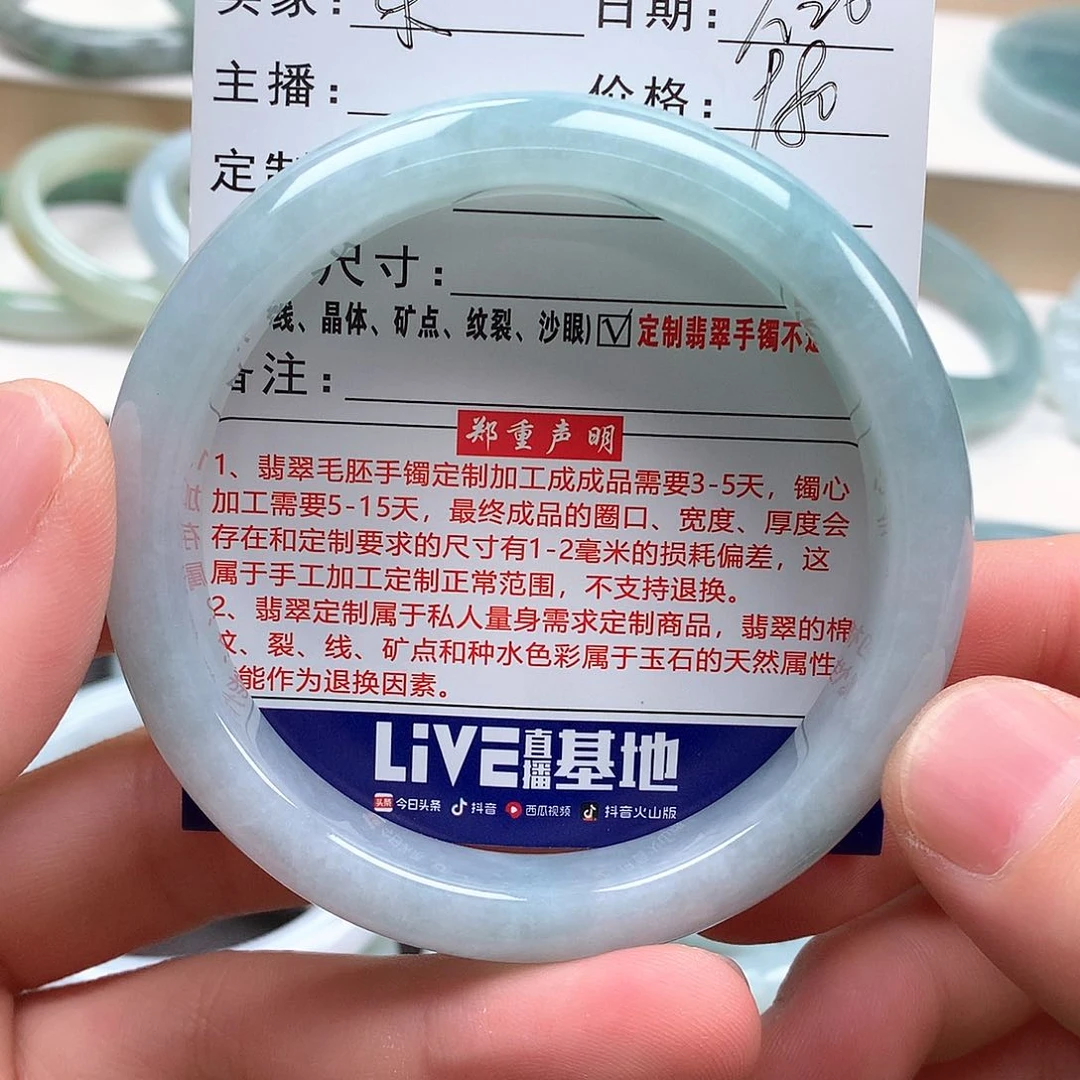 买家：
日期：
主播：
价格：
定制
尺寸：
线、晶体、矿点、纹裂、沙眼) ☑ 定制翡翠手镯不
备注：
郑重声明
1、翡翠毛胚手镯定制加工成成品需要3-5天，镯心
加工需要5-15天，最终成品的圈口、宽度、厚度会
存在和定制要求的尺寸有1-2毫米的损耗偏差，这
属于手工加工定制正常范围，不支持退换。
2、翡翠定制属于私人量身需求定制商品，翡翠的棉
纹、裂、线、矿点和种水色彩属于玉石的天然属性
能作为退换因素。
LiVE直播基地
头条 今日头条 抖音 西瓜视频 抖音火山版